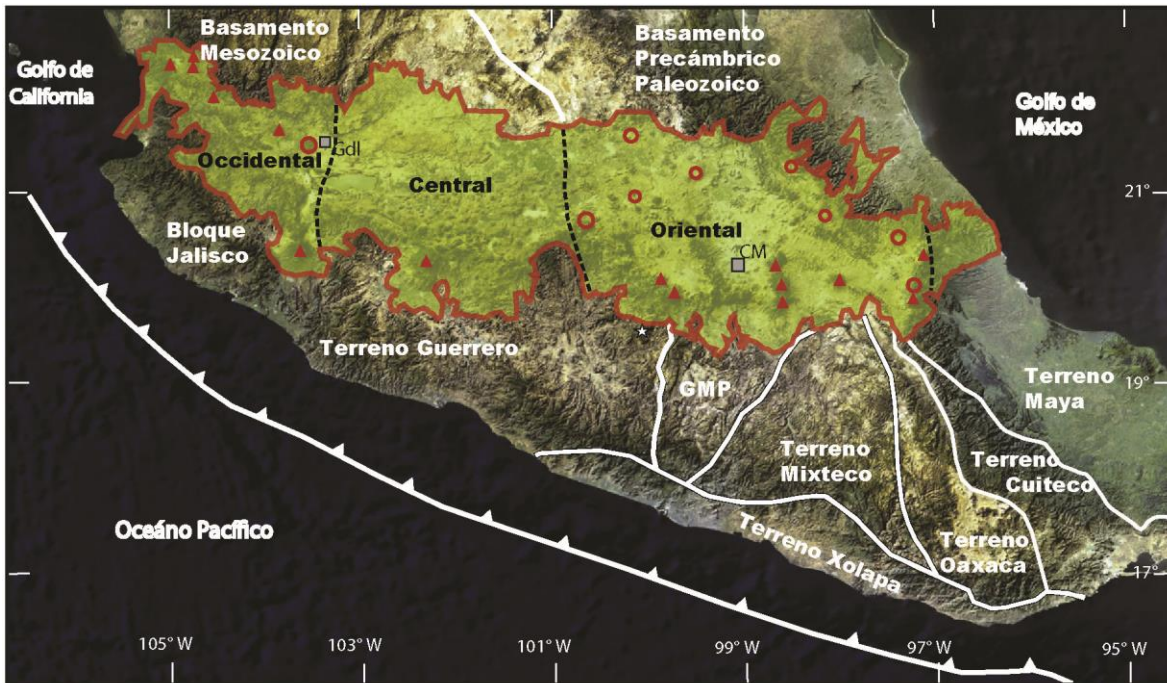 Basamento
Mesozoico
Basamento
Precámbrico
Paleozoico
Golfo de
California
Golfo de
México
Gdl
Occidental
Central
Oriental
CM
21°
Bloque
Jalisco
Terreno Guerrero
GMP
19°
Terreno
Maya
Terreno
Mixteco
Terreno
Cuiteco
Oceáno Pacífico
Terreno Xolapa
Terreno
Oaxaca
17°
105° W
103° W
101° W
99° W
97° W
95° W